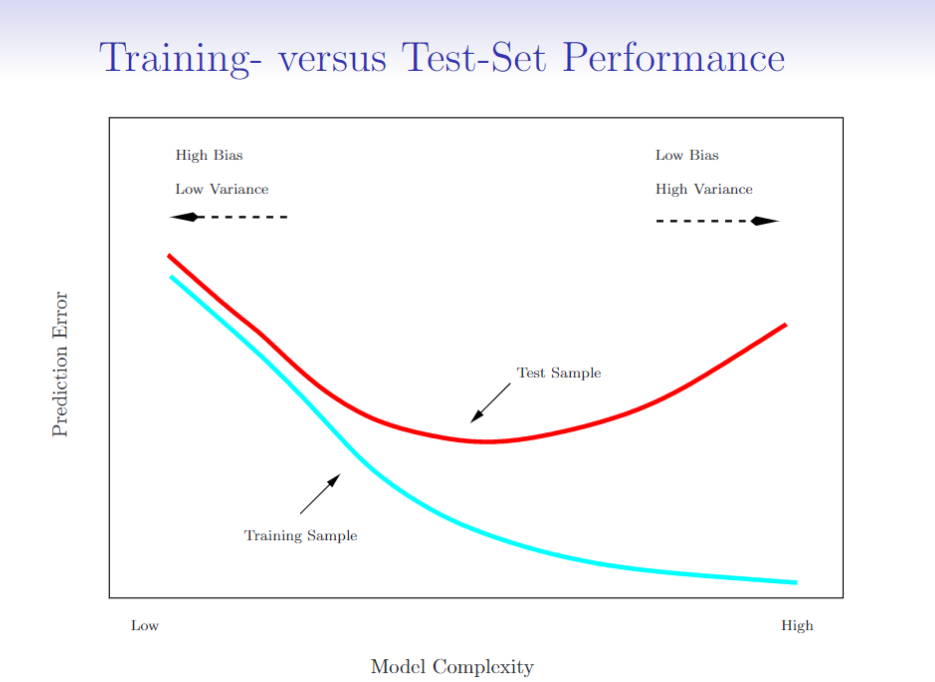 Training- versus Test-Set Performance
High Bias
Low Variance
Low Bias
High Variance
Prediction Error
Test Sample
Training Sample
Low
High
Model Complexity